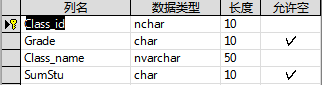 列名 数据类型 长度 允许空
Class_id nchar 10
Grade char 10 ✓
Class_name nvarchar 50
SumStu char 10 ✓